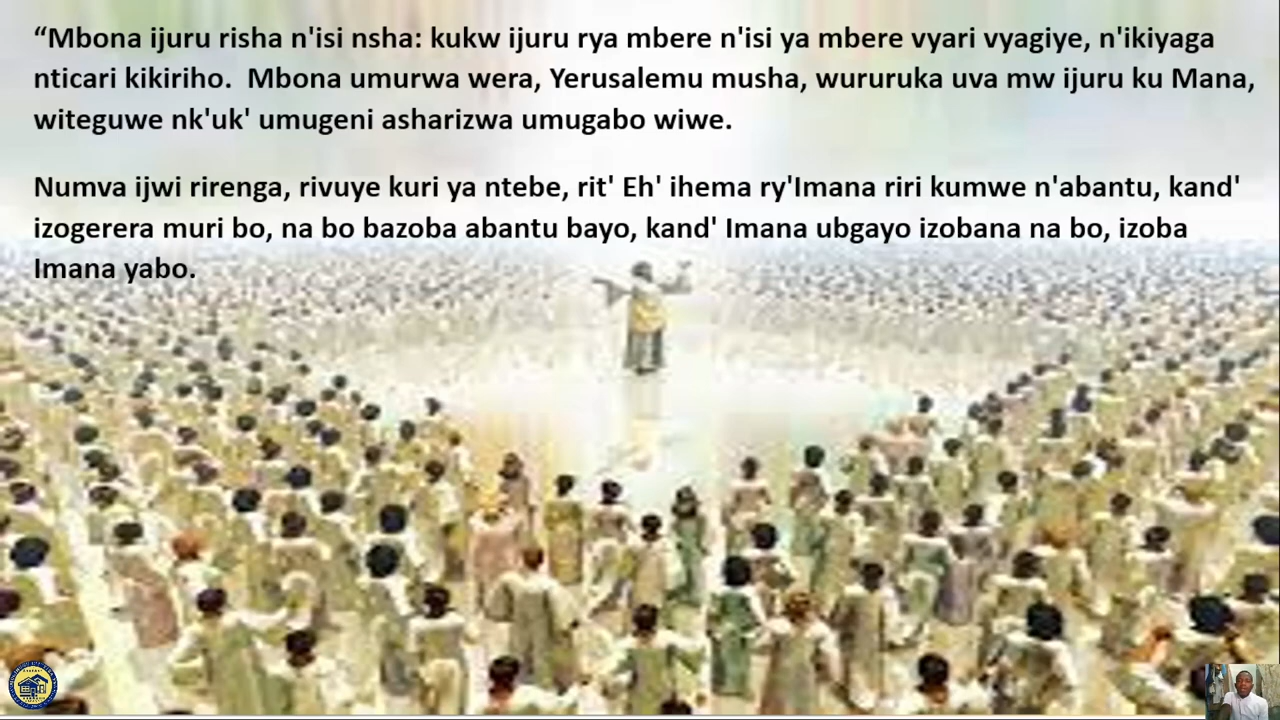 “Mbona ijuru risha n'isi nsha: kukw ijuru rya mbere n'isi ya mbere vyari vyagiye, n'ikiyaga
nticari kikiriho.  Mbona umurwa wera, Yerusalemu musha, wururuka uva mw ijuru ku Mana,
witeguwe nk'uk' umugeni asharizwa umugabo wiwe.
Numva ijwi rirenga, rivuye kuri ya ntebe, rit' Eh' ihema ry'Imana riri kumwe n'abantu, kand'
izogerera muri bo, na bo bazoba abantu bayo, kand' Imana ubgayo izobana na bo, izoba
Imana yabo.